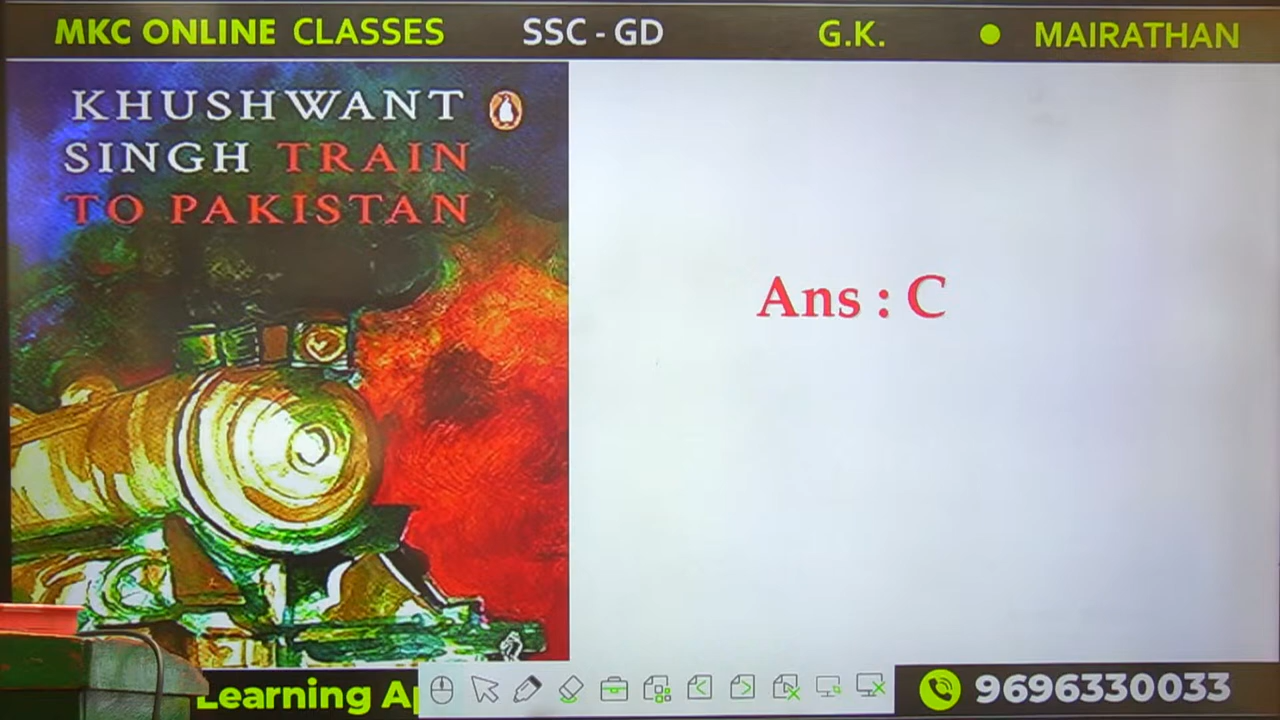 MKC ONLINE CLASSES SSC - GD G.K. MAIRATHAN
KHUSHWANT
SINGH TRAIN
TO PAKISTAN
Ans : C
Learning Ap
9696330033